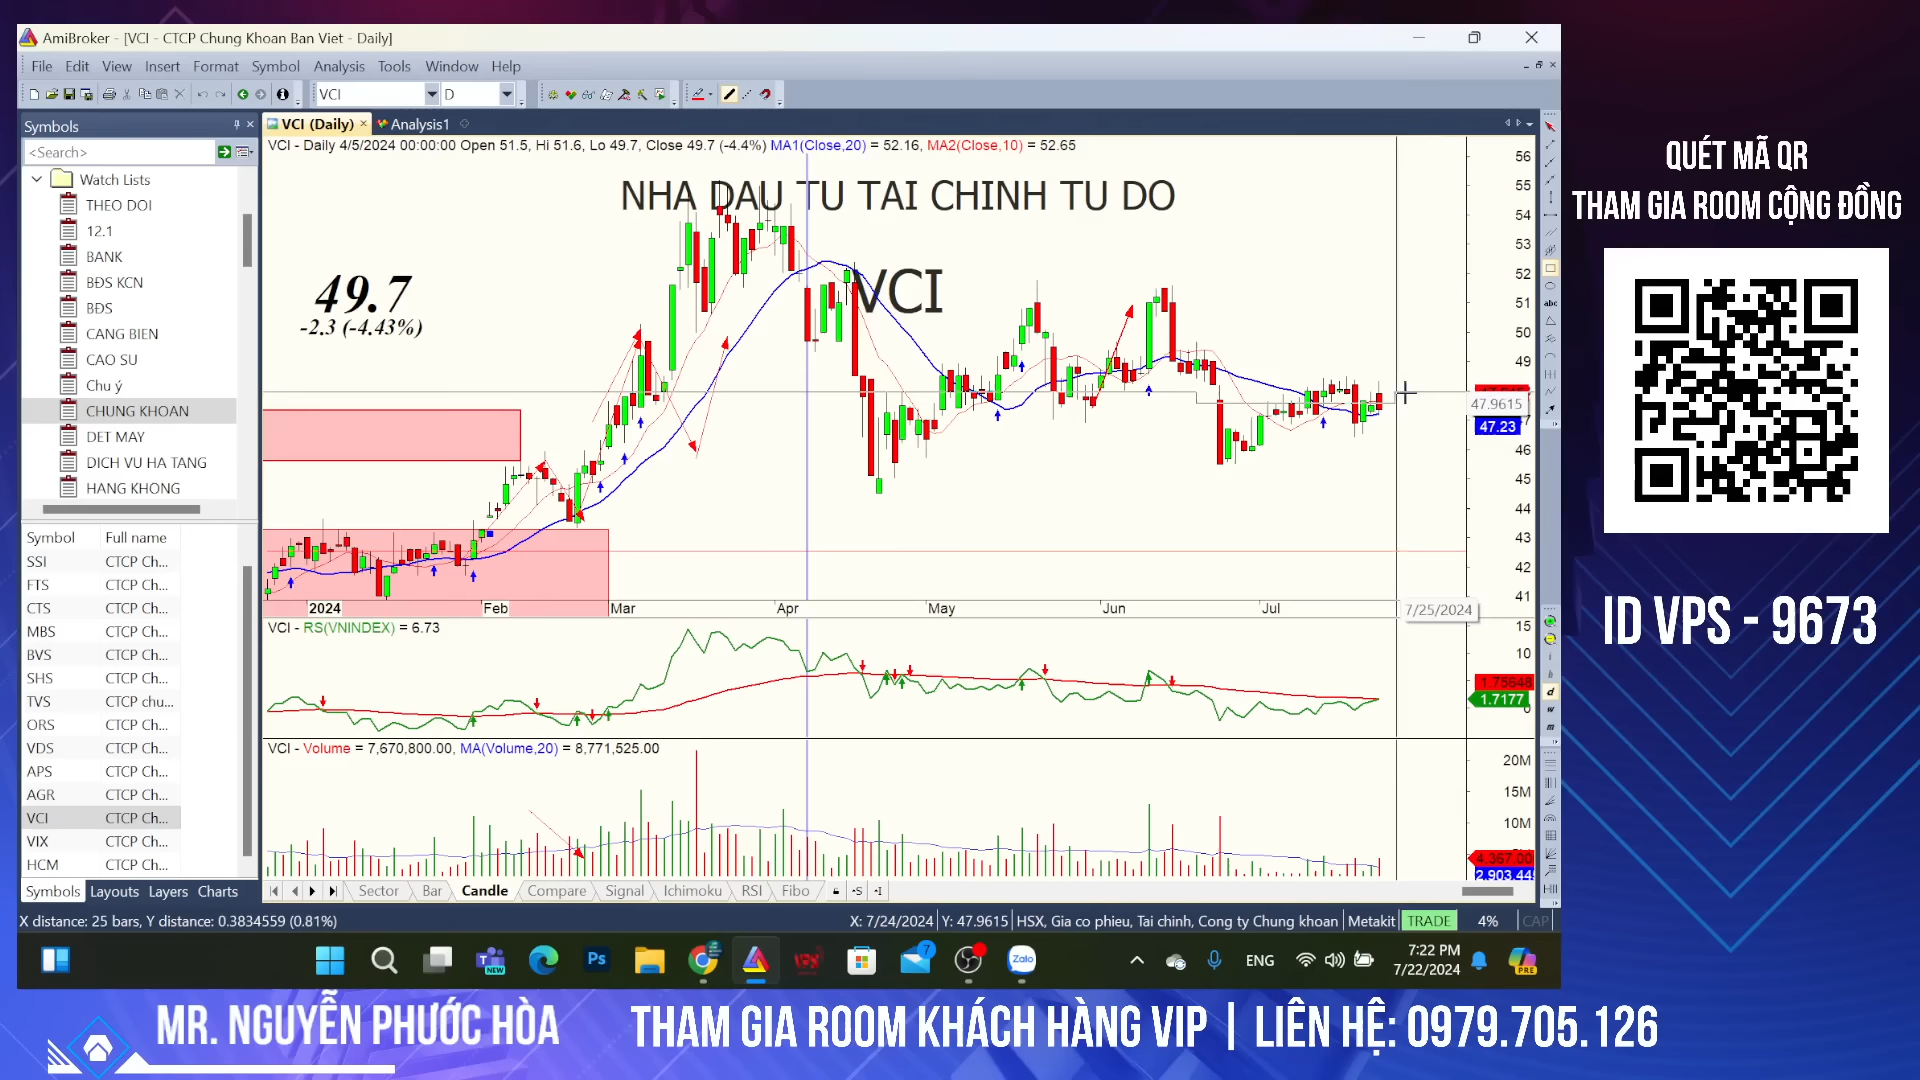 AmiBroker - [VCI - CTCP Chung Khoan Ban Viet - Daily]
File Edit View Insert Format Symbol Analysis Tools Window Help
VCI D
Symbols
<Search>
Watch Lists
THEO DOI
12.1
BANK
BĐS KCN
BĐS
CANG BIEN
CAO SU
Chu ý
CHUNG KHOAN
DET MAY
DICH VU HA TANG
HANG KHONG
Symbol Full name
SSI CTCP Ch...
FTS CTCP Ch...
CTS CTCP Ch...
MBS CTCP Ch...
BVS CTCP Ch...
SHS CTCP Ch...
TVS CTCP chu...
ORS CTCP Ch...
VDS CTCP Ch...
APS CTCP Ch...
AGR CTCP Ch...
VCI CTCP Ch...
VIX CTCP Ch...
HCM CTCP Ch...
Symbols Layouts Layers Charts
VCI (Daily) Analysis1
VCI - Daily 4/5/2024 00:00:00 Open 51.5, Hi 51.6, Lo 49.7, Close 49.7 (-4.4%) MA1(Close,20) = 52.16, MA2(Close,10) = 52.65
NHA DAU TU TAI CHINH TU DO
VCI
49.7
-2.3 (-4.43%)
56
55
54
53
52
51
50
49
47.9615
47.23
46
45
44
43
42
41
2024 Feb Mar Apr May Jun Jul 7/25/2024
VCI - RS(VNINDEX) = 6.73
15
10
1.75648
1.7177
0
VCI - Volume = 7,670,800.00, MA(Volume,20) = 8,771,525.00
20M
15M
10M
Sector Bar Candle Compare Signal Ichimoku RSI Fibo
X distance: 25 bars, Y distance: 0.3834559 (0.81%)
X: 7/24/2024 Y: 47.9615 HSX, Gia co phieu, Tai chinh, Cong ty Chung khoan Metakit TRADE 4% CAP
ENG
7:22 PM
7/22/2024
QUÉT MÃ QR
THAM GIA ROOM CỘNG ĐỒNG
ID VPS - 9673
MR. NGUYỄN PHƯỚC HÒA
THAM GIA ROOM KHÁCH HÀNG VIP | LIÊN HỆ: 0979.705.126